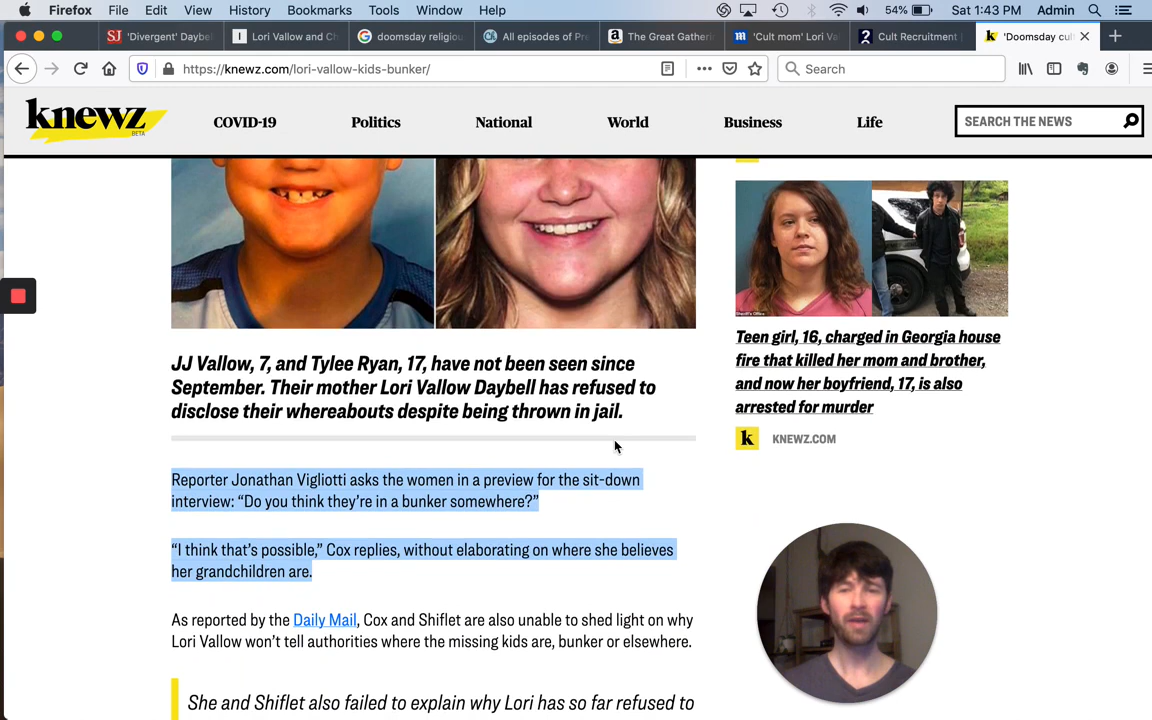 Firefox File Edit View History Bookmarks Tools Window Help 54% Sat 1:43 PM Admin
SJ 'Divergent' Daybel
I Lori Vallow and Ch
doomsday religiou
All episodes of Pre
The Great Gatheri
'Cult mom' Lori Va
Cult Recruitment
'Doomsday cul
https://knewz.com/lori-vallow-kids-bunker/
Search
knewz
BETA
COVID-19 Politics National World Business Life
SEARCH THE NEWS
JJ Vallow, 7, and Tylee Ryan, 17, have not been seen since
September. Their mother Lori Vallow Daybell has refused to
disclose their whereabouts despite being thrown in jail.
Reporter Jonathan Vigliotti asks the women in a preview for the sit-down
interview: “Do you think they’re in a bunker somewhere?”
“I think that’s possible,” Cox replies, without elaborating on where she believes
her grandchildren are.
As reported by the Daily Mail, Cox and Shiflet are also unable to shed light on why
Lori Vallow won’t tell authorities where the missing kids are, bunker or elsewhere.
She and Shiflet also failed to explain why Lori has so far refused to
Sheriff's Office
Teen girl, 16, charged in Georgia house
fire that killed her mom and brother,
and now her boyfriend, 17, is also
arrested for murder
k KNEWZ.COM